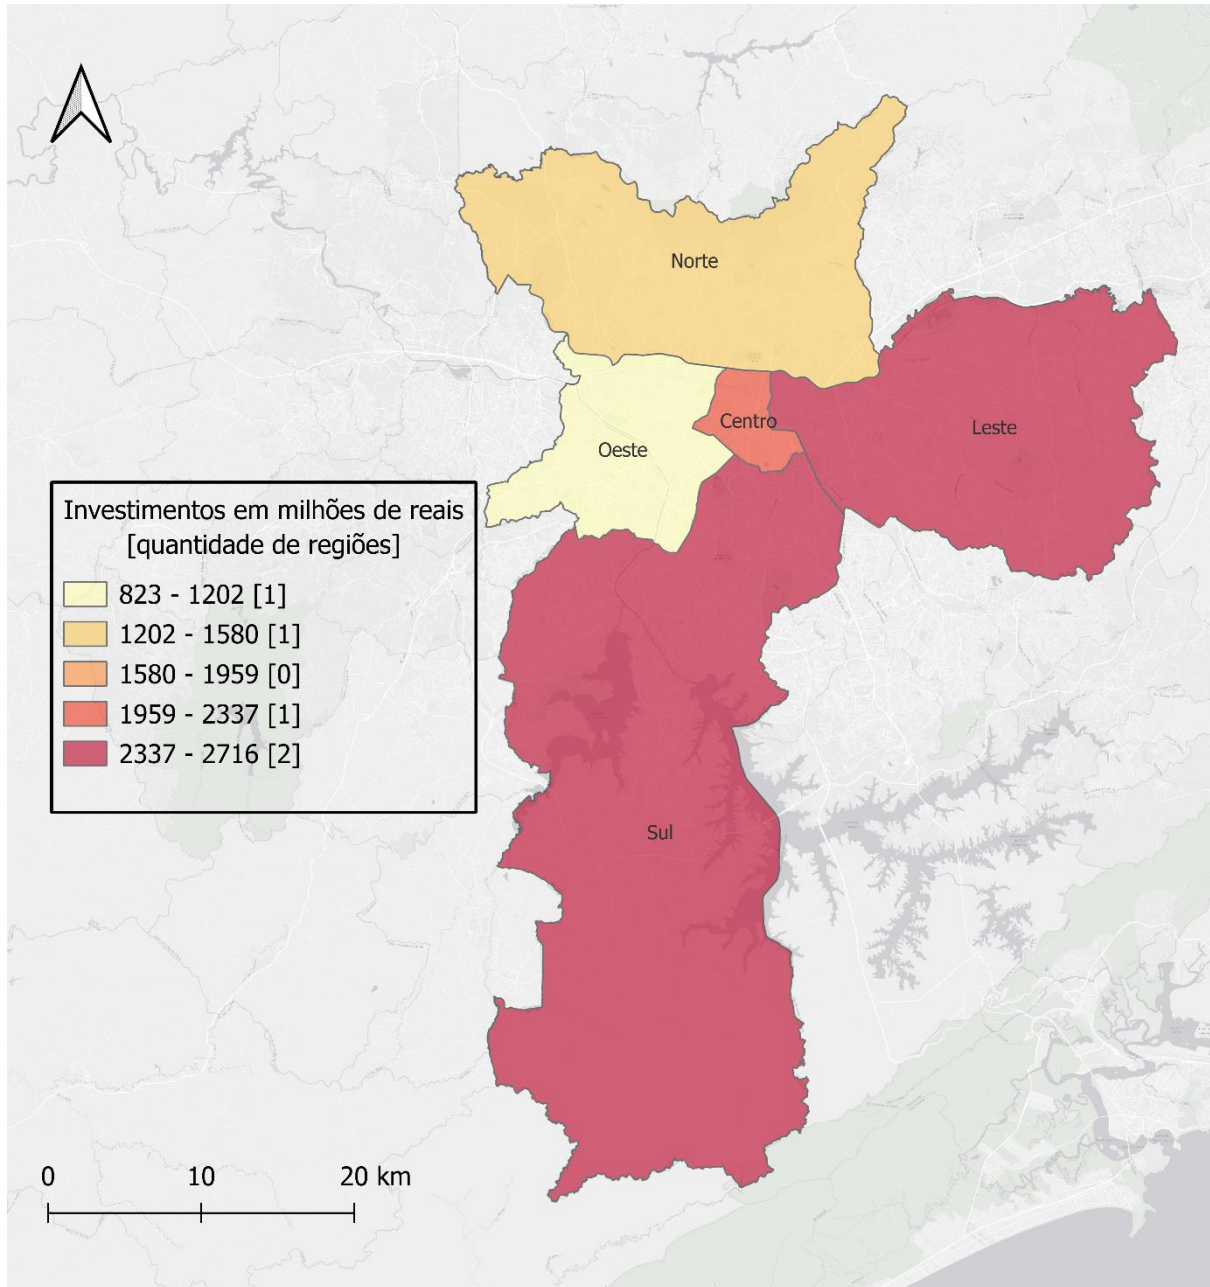 Norte
Centro
Leste
Oeste
Investimentos em milhões de reais
[quantidade de regiões]
823 - 1202 [1]
1202 - 1580 [1]
1580 - 1959 [0]
1959 - 2337 [1]
2337 - 2716 [2]
Sul
0 10 20 km